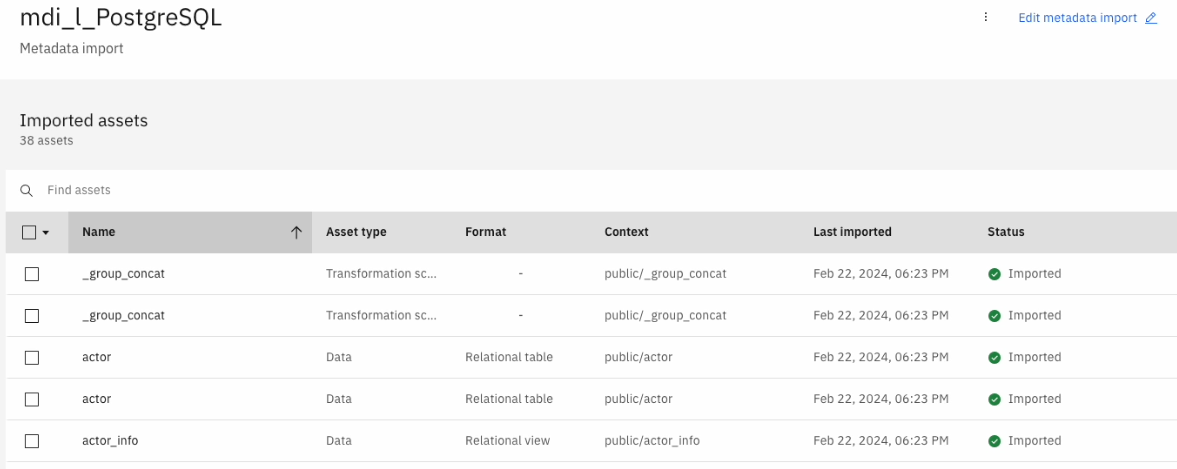 mdi_l_PostgreSQL
Edit metadata import
Metadata import
Imported assets
38 assets
Find assets
Name Asset type Format Context Last imported Status
_group_concat Transformation sc... - public/_group_concat Feb 22, 2024, 06:23 PM Imported
_group_concat Transformation sc... - public/_group_concat Feb 22, 2024, 06:23 PM Imported
actor Data Relational table public/actor Feb 22, 2024, 06:23 PM Imported
actor Data Relational table public/actor Feb 22, 2024, 06:23 PM Imported
actor_info Data Relational view public/actor_info Feb 22, 2024, 06:23 PM Imported